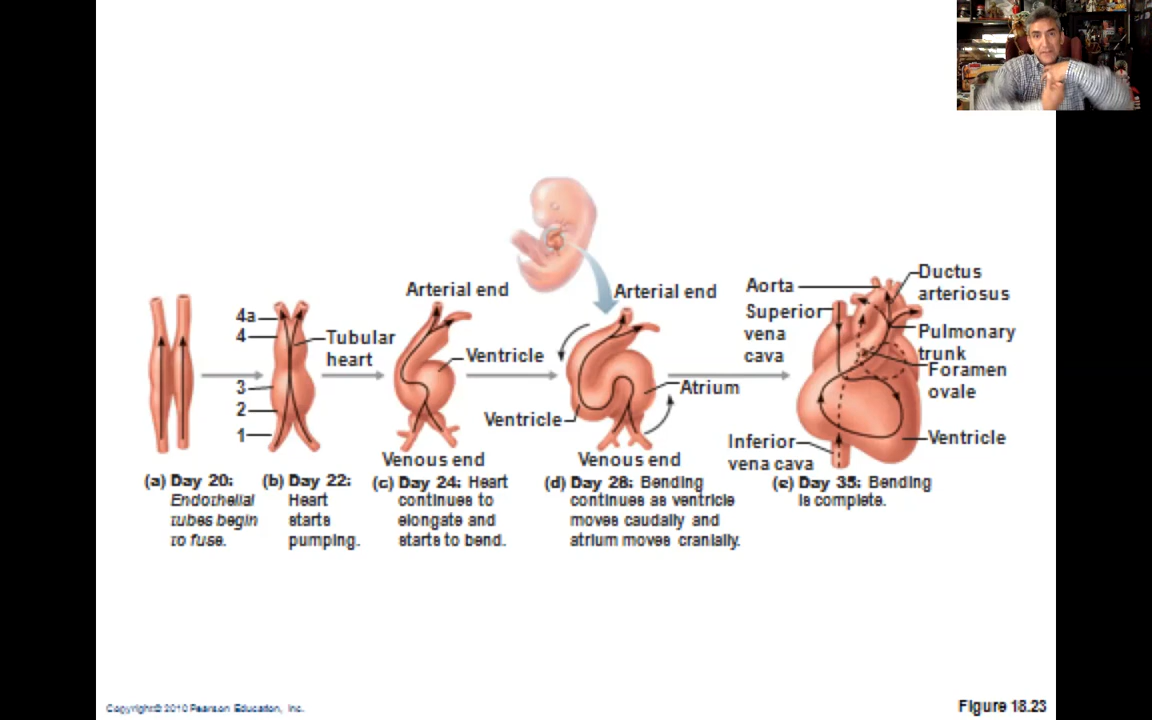 Arterial end
Arterial end
Aorta
Ductus
arteriosus
Superior
vena
cava
4a
4
Tubular
heart
Pulmonary
trunk
Ventricle
Foramen
ovale
3
Atrium
2
Ventricle
1
Ventricle
Inferior
vena cava
Venous end
Venous end
(a) Day 20:
Endothelial
tubes begin
to fuse.
(b) Day 22:
Heart
starts
pumping.
(c) Day 24: Heart
continues to
elongate and
starts to bend.
(d) Day 28: Bending
continues as ventricle
moves caudally and
atrium moves cranially.
(e) Day 35: Bending
is complete.
Copyright © 2010 Pearson Education, Inc.
Figure 18.23